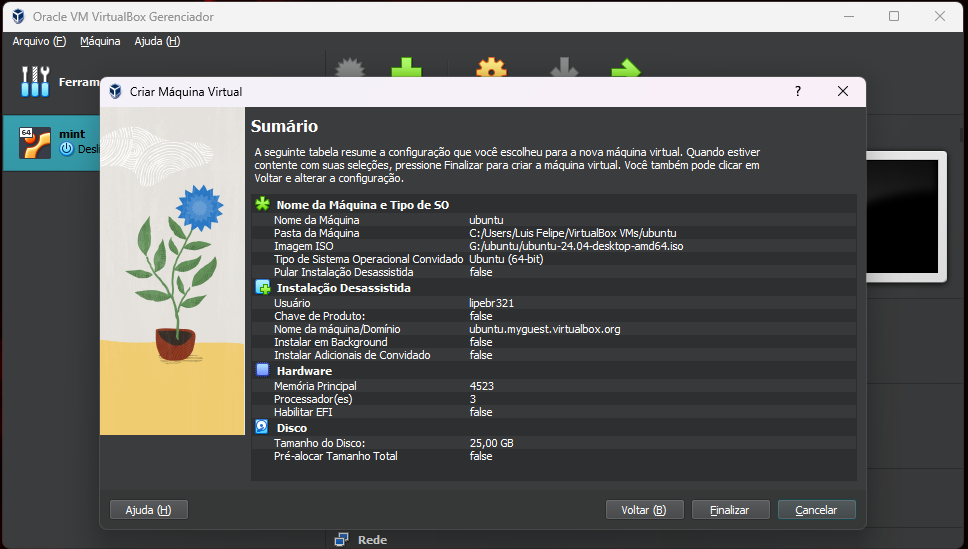 Oracle VM VirtualBox Gerenciador
Arquivo (F) Máquina Ajuda (H)
Criar Máquina Virtual
?
64
mint
Sumário
A seguinte tabela resume a configuração que você escolheu para a nova máquina virtual. Quando estiver
contente com suas seleções, pressione Finalizar para criar a máquina virtual. Você também pode clicar em
Voltar e alterar a configuração.
Nome da Máquina e Tipo de SO
Nome da Máquina ubuntu
Pasta da Máquina C:/Users/Luis Felipe/VirtualBox VMs/ubuntu
Imagem ISO G:/ubuntu/ubuntu-24.04-desktop-amd64.iso
Tipo de Sistema Operacional Convidado Ubuntu (64-bit)
Pular Instalação Desassistida false
Instalação Desassistida
Usuário lipebr321
Chave de Produto: false
Nome da máquina/Domínio ubuntu.myguest.virtualbox.org
Instalar em Background false
Instalar Adicionais de Convidado false
Hardware
Memória Principal 4523
Processador(es) 3
Habilitar EFI false
Disco
Tamanho do Disco: 25,00 GB
Pré-alocar Tamanho Total false
Ajuda (H) Voltar (B) Finalizar Cancelar
Rede